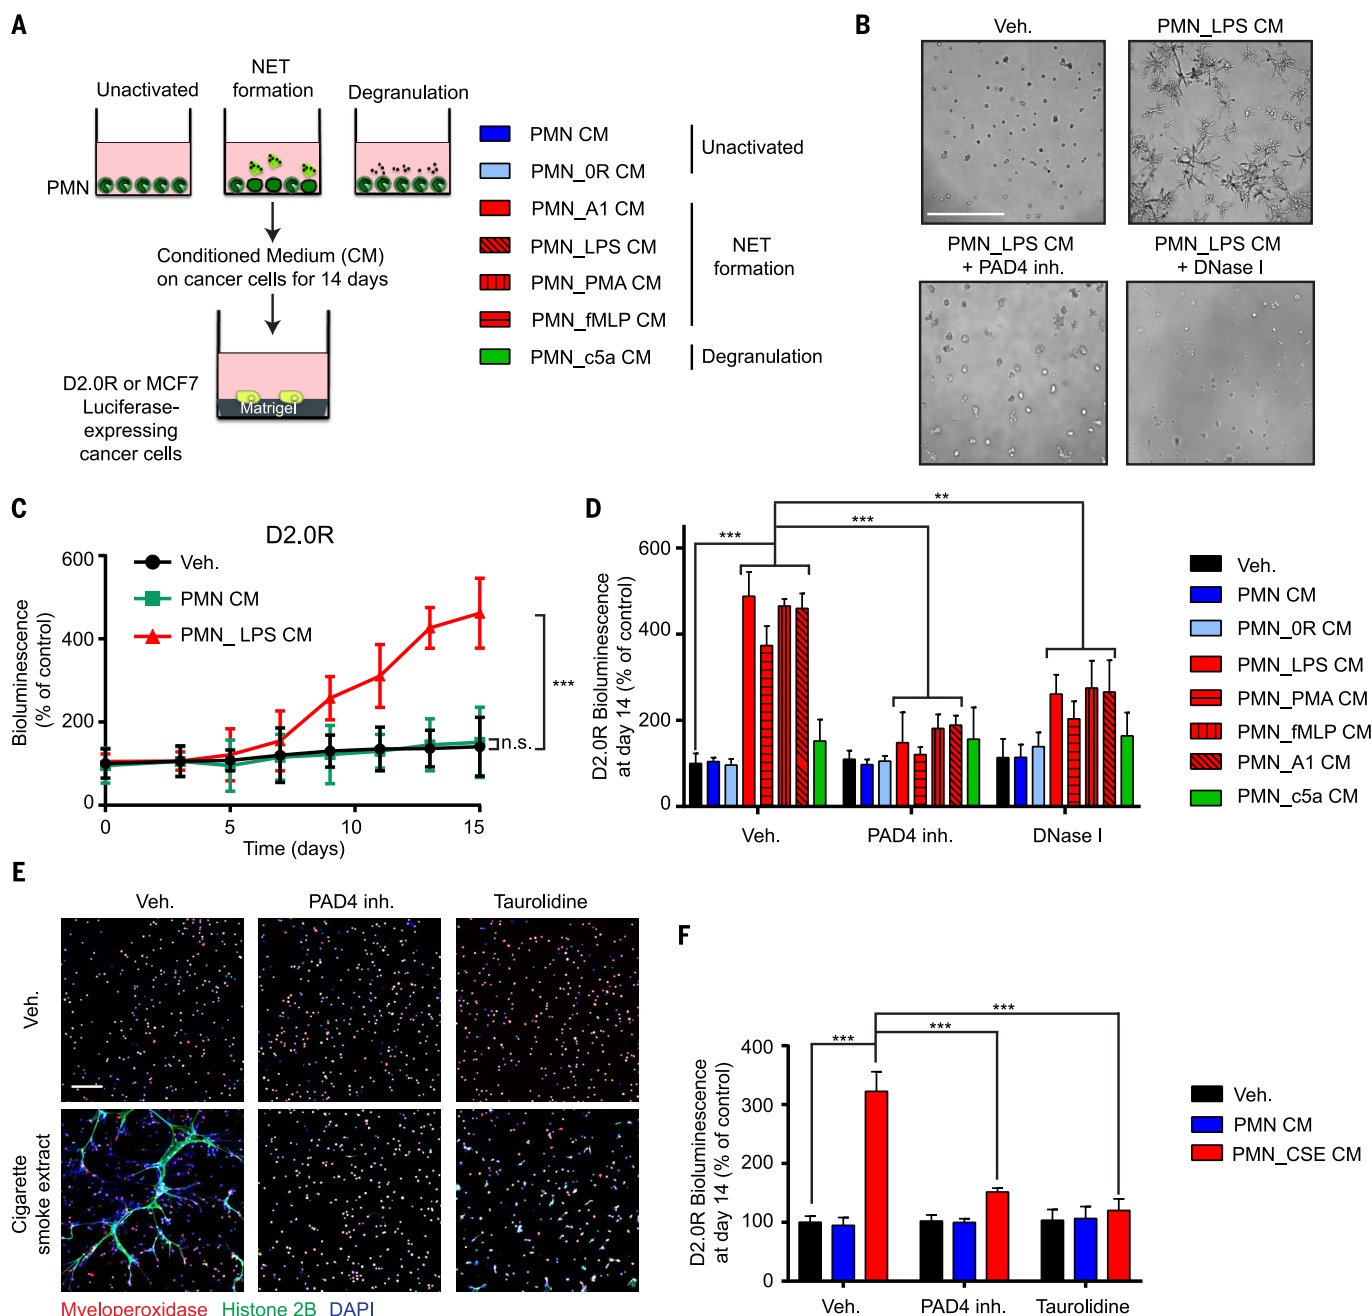 A
Unactivated
NET
formation
Degranulation
PMN
Conditioned Medium (CM)
on cancer cells for 14 days
D2.0R or MCF7
Luciferase-
expressing
cancer cells
Matrigel
PMN CM
PMN_0R CM
PMN_A1 CM
PMN_LPS CM
PMN_PMA CM
PMN_fMLP CM
PMN_c5a CM
Unactivated
NET
formation
Degranulation
B
Veh.
PMN_LPS CM
PMN_LPS CM
+ PAD4 inh.
PMN_LPS CM
+ DNase I
C
D2.0R
Bioluminescence
(% of control)
600
400
200
0
Veh.
PMN CM
PMN_ LPS CM
***
n.s.
0
5
10
15
Time (days)
D
D2.0R Bioluminescence
at day 14 (% of control)
600
400
200
0
***
***
**
Veh.
PAD4 inh.
DNase I
Veh.
PMN CM
PMN_0R CM
PMN_LPS CM
PMN_PMA CM
PMN_fMLP CM
PMN_A1 CM
PMN_c5a CM
E
Veh.
PAD4 inh.
Taurolidine
Veh.
Cigarette
smoke extract
Myeloperoxidase Histone 2B DAPI
F
D2.0R Bioluminescence
at day 14 (% of control)
400
300
200
100
0
***
***
***
Veh.
PAD4 inh.
Taurolidine
Veh.
PMN CM
PMN_CSE CM